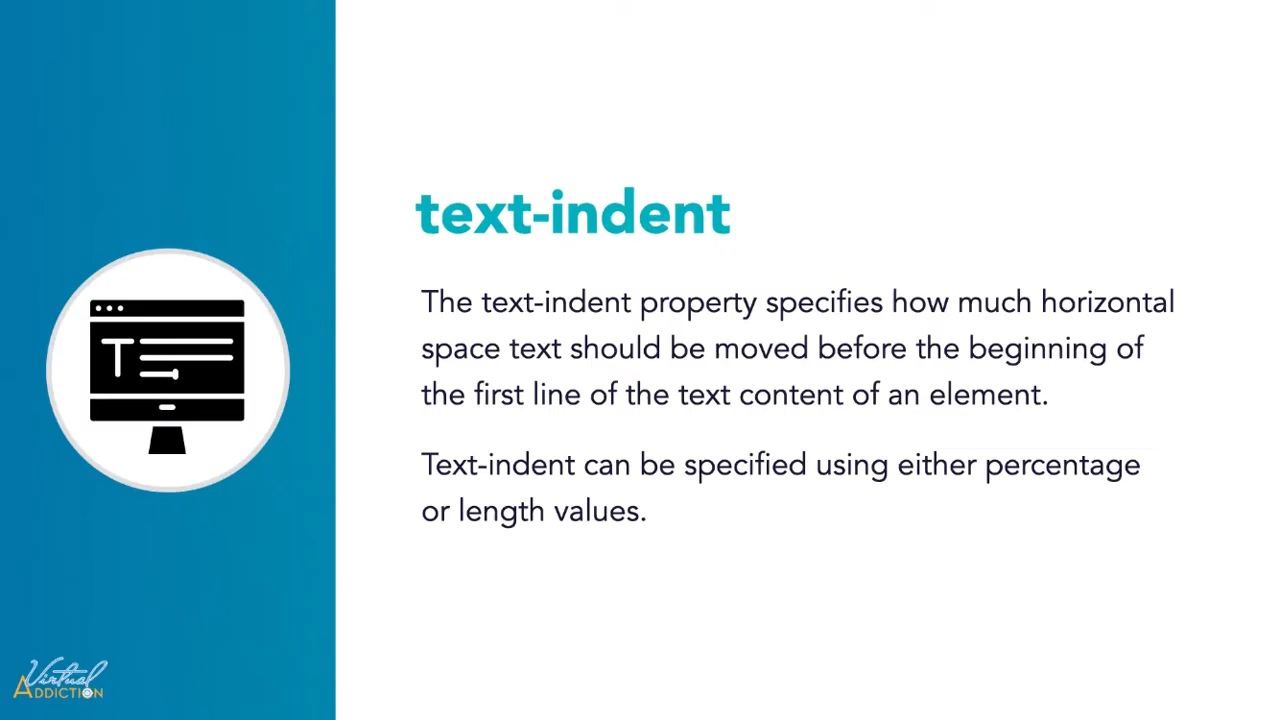 text-indent
The text-indent property specifies how much horizontal
space text should be moved before the beginning of
the first line of the text content of an element.
Text-indent can be specified using either percentage
or length values.
T
Virtual
ADDICTION